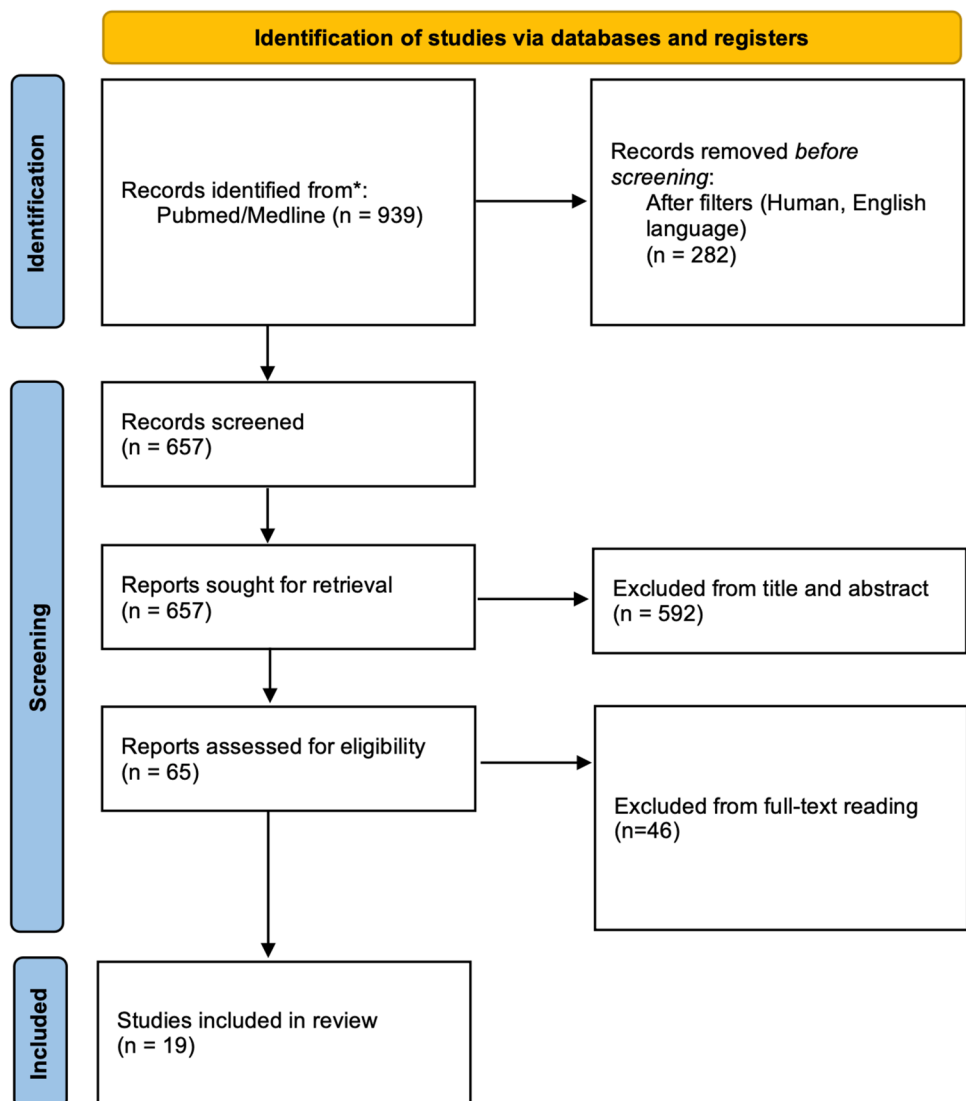 Identification of studies via databases and registers
Identification
Records identified from*:
Pubmed/Medline (n = 939)
Records removed before
screening:
After filters (Human, English
language)
(n = 282)
Screening
Records screened
(n = 657)
Reports sought for retrieval
(n = 657)
Excluded from title and abstract
(n = 592)
Reports assessed for eligibility
(n = 65)
Excluded from full-text reading
(n=46)
Included
Studies included in review
(n = 19)